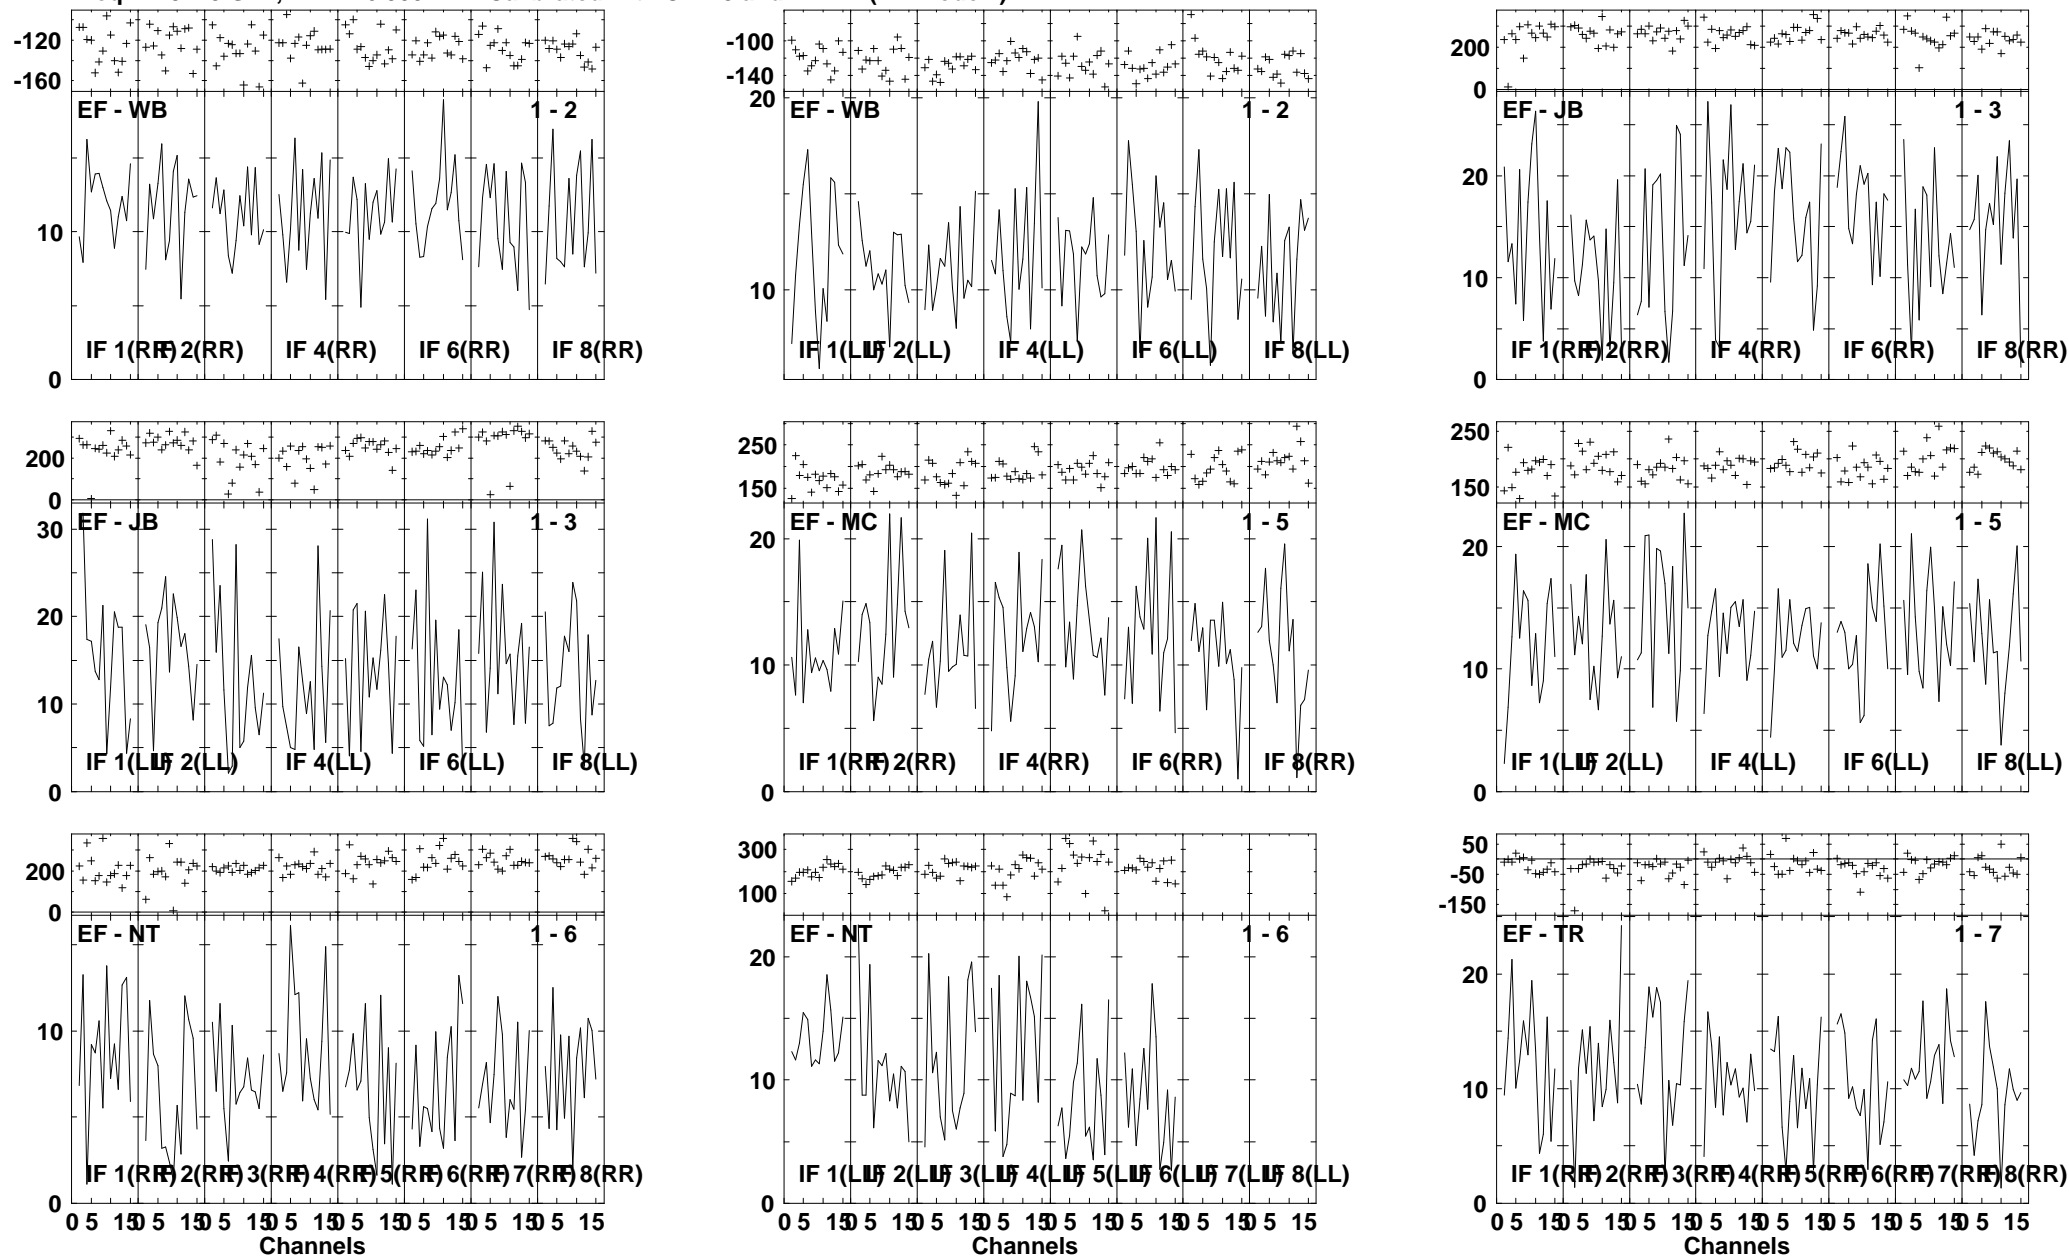 -120
-160
EF - WB 1 - 2
10
IF 1(RR) IF 2(RR) IF 4(RR) IF 6(RR) IF 8(RR)
0
-100
-140
20
EF - WB 1 - 2
10
IF 1(LL) IF 2(LL) IF 4(LL) IF 6(LL) IF 8(LL)
200
0
EF - JB 1 - 3
20
10
IF 1(RR) IF 2(RR) IF 4(RR) IF 6(RR) IF 8(RR)
0
200
0
EF - JB 1 - 3
30
20
10
IF 1(LL) IF 2(LL) IF 4(LL) IF 6(LL) IF 8(LL)
0
250
150
EF - MC 1 - 5
20
10
IF 1(RR) IF 2(RR) IF 4(RR) IF 6(RR) IF 8(RR)
0
250
150
EF - MC 1 - 5
20
10
IF 1(LL) IF 2(LL) IF 4(LL) IF 6(LL) IF 8(LL)
0
200
0
EF - NT 1 - 6
10
IF 1(RR) IF 2(RR) IF 3(RR) IF 4(RR) IF 5(RR) IF 6(RR) IF 7(RR) IF 8(RR)
0
0 5 15 0 5 15 0 5 15 0 5 15 0 5 15 0 5 15 0 5 15 0 5 15
Channels
300
100
EF - NT 1 - 6
20
10
IF 1(LL) IF 2(LL) IF 3(LL) IF 4(LL) IF 5(LL) IF 6(LL) IF 7(LL) IF 8(LL)
0
0 5 15 0 5 15 0 5 15 0 5 15 0 5 15 0 5 15 0 5 15 0 5 15
Channels
50
-50
-150
EF - TR 1 - 7
20
10
IF 1(RR) IF 2(RR) IF 3(RR) IF 4(RR) IF 5(RR) IF 6(RR) IF 7(RR) IF 8(RR)
0
0 5 15 0 5 15 0 5 15 0 5 15 0 5 15 0 5 15 0 5 15 0 5 15
Channels